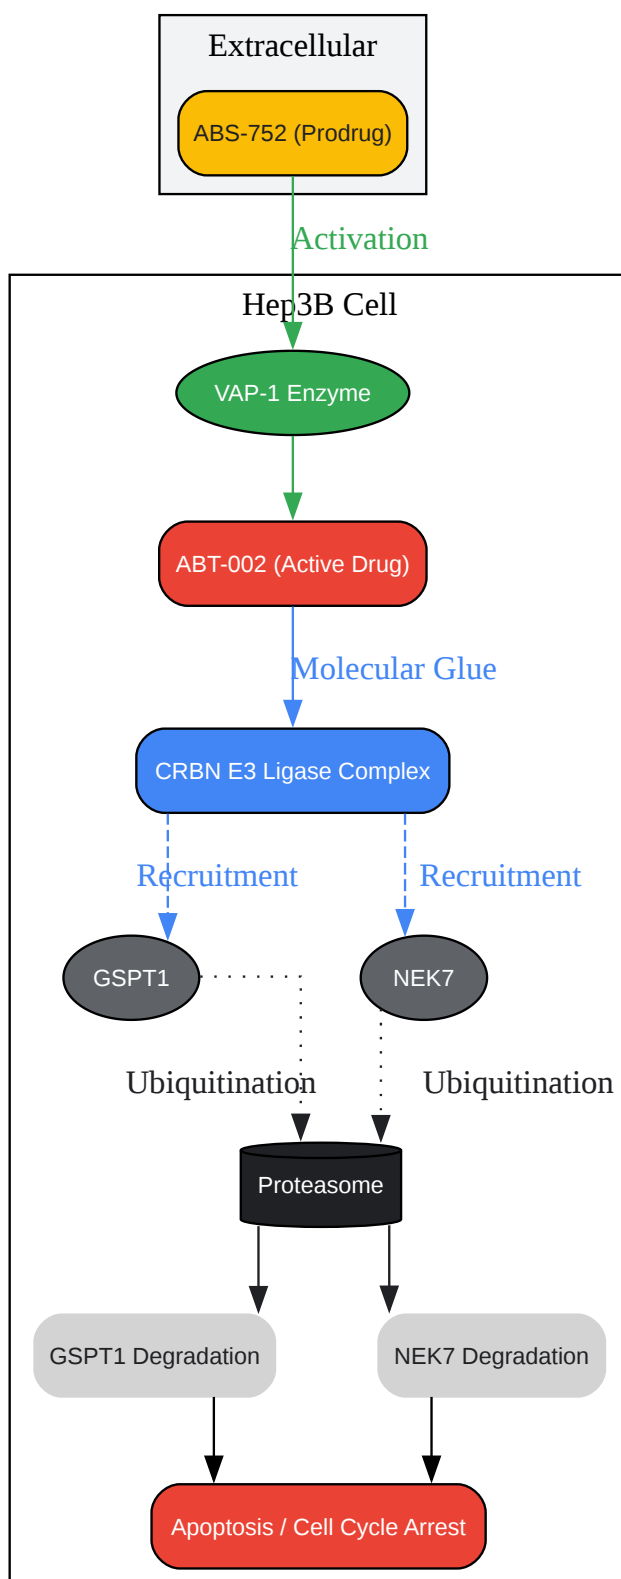 Extracellular
ABS-752 (Prodrug)
Activation
Hep3B Cell
VAP-1 Enzyme
ABT-002 (Active Drug)
Molecular Glue
CRBN E3 Ligase Complex
Recruitment
Recruitment
GSPT1
NEK7
Ubiquitination
Ubiquitination
Proteasome
GSPT1 Degradation
NEK7 Degradation
Apoptosis / Cell Cycle Arrest